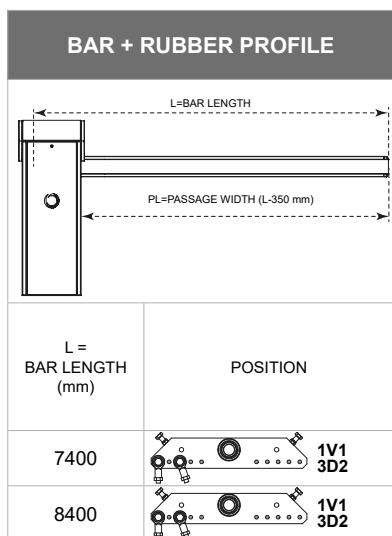 BAR + RUBBER PROFILE
L=BAR LENGTH
PL=PASSAGE WIDTH (L-350 mm)
L =
BAR LENGTH
(mm)
POSITION
7400
1V1
3D2
8400
1V1
3D2